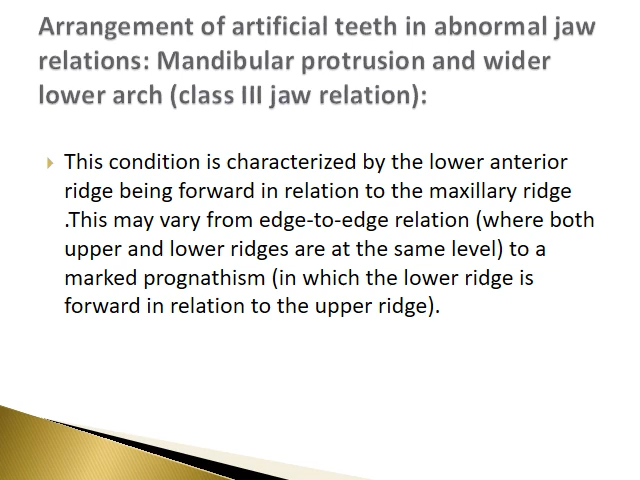 Arrangement of artificial teeth in abnormal jaw
relations: Mandibular protrusion and wider
lower arch (class III jaw relation):
This condition is characterized by the lower anterior
ridge being forward in relation to the maxillary ridge
.This may vary from edge-to-edge relation (where both
upper and lower ridges are at the same level) to a
marked prognathism (in which the lower ridge is
forward in relation to the upper ridge).